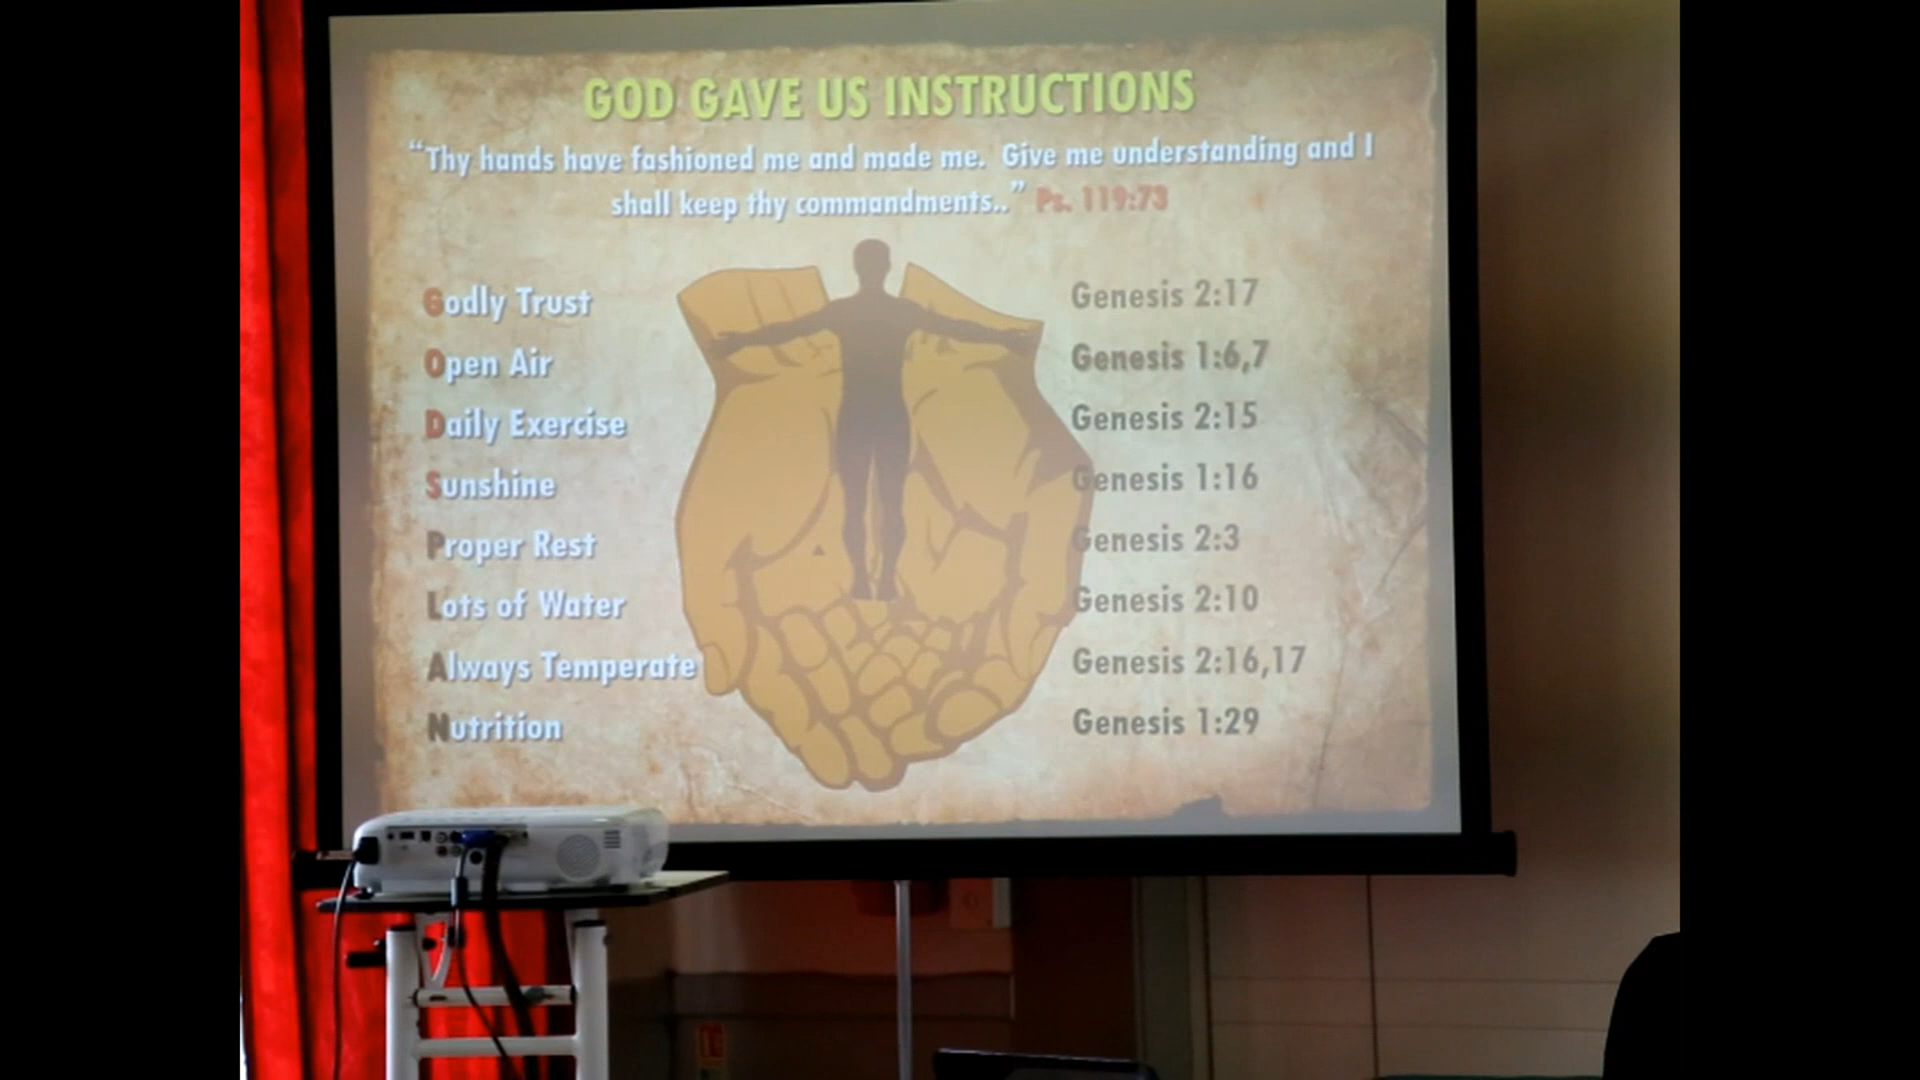 GOD GAVE US INSTRUCTIONS
“Thy hands have fashioned me and made me. Give me understanding and I
shall keep thy commandments..” Ps. 119:73
Godly Trust Genesis 2:17
Open Air Genesis 1:6,7
Daily Exercise Genesis 2:15
Sunshine Genesis 1:16
Proper Rest Genesis 2:3
Lots of Water Genesis 2:10
Always Temperate Genesis 2:16,17
Nutrition Genesis 1:29